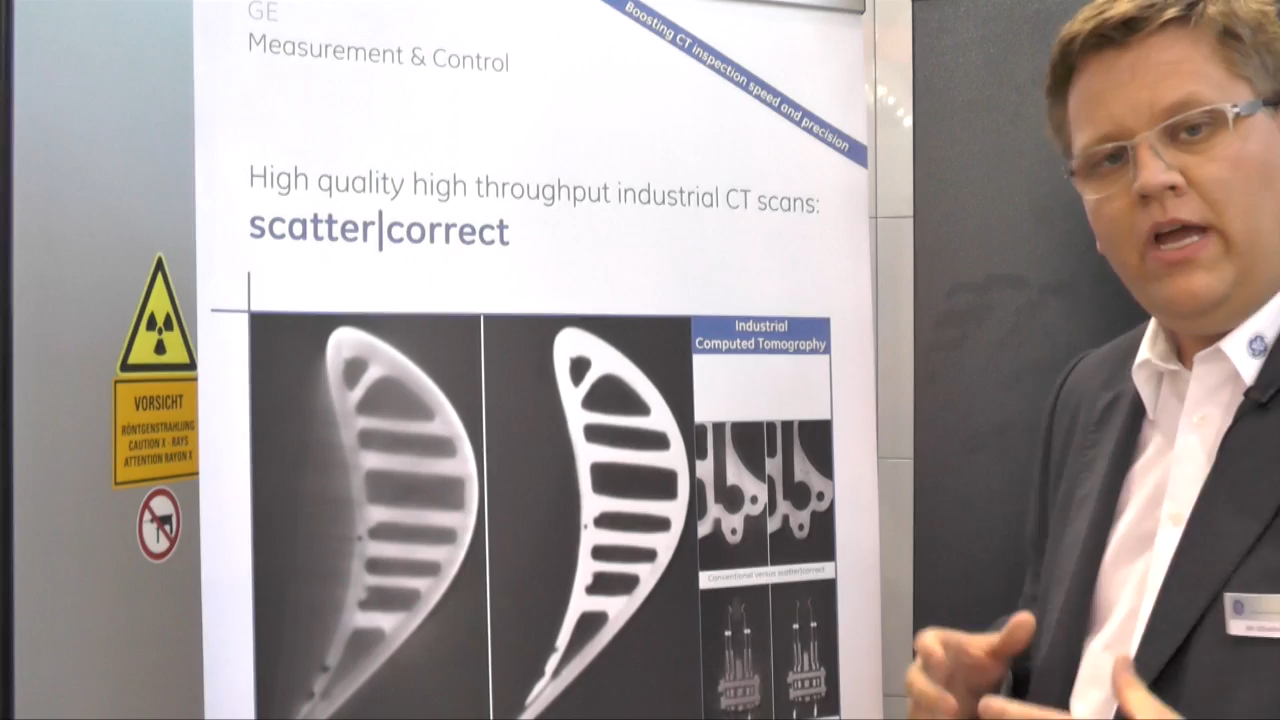 GE
Measurement & Control
Boosting CT inspection speed and precision
High quality high throughput industrial CT scans:
scatter|correct
Industrial
Computed Tomography
Conventional versus scatter|correct
VORSICHT
RÖNTGENSTRAHLUNG
CAUTION X - RAYS
ATTENTION RAYON X